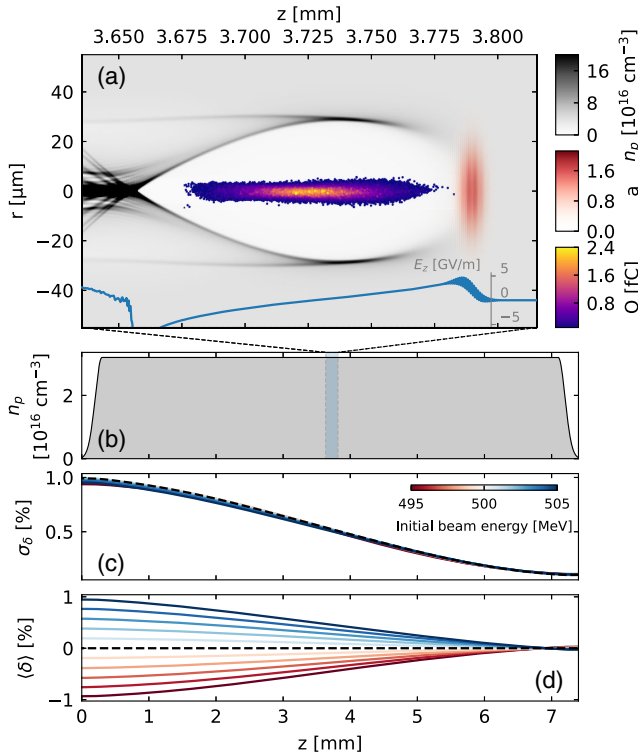 z [mm]
3.650 3.675 3.700 3.725 3.750 3.775 3.800
(a)
r [μm]
40
20
0
−20
−40
E_z [GV/m]
5
0
−5
16
8
0
n_p [10^16 cm^−3]
2.0
1.5
1.0
0.5
a
2.4
1.6
0.8
Q [fC]
(b)
n_p
[10^16 cm^−3]
2
0
(c)
σ_δ [%]
1.0
0.5
495 500 505
Initial beam energy [MeV]
(d)
⟨δ⟩ [%]
1
0
−1
0 1 2 3 4 5 6 7
z [mm]